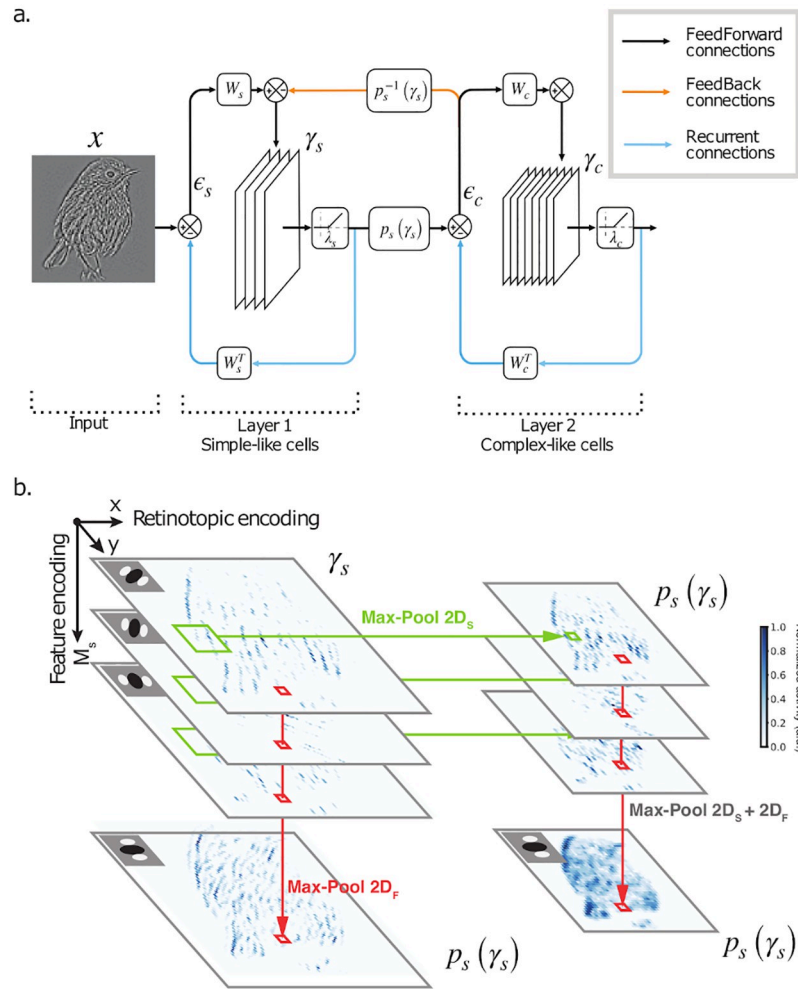 a.
FeedForward
connections
FeedBack
connections
Recurrent
connections
x
ϵ_s
W_s
+ -
p_s^{-1}(γ_s)
W_c
+
γ_s
ϵ_c
γ_c
+ -
λ_s
p_s(γ_s)
+ -
λ_c
W_s^T
W_c^T
Input
Layer 1
Simple-like cells
Layer 2
Complex-like cells
b.
x
Retinotopic encoding
y
Feature encoding
M_s
γ_s
p_s(γ_s)
Max-Pool 2D_S
1.0
0.8
0.6
0.4
0.2
0.0
Max-Pool 2D_S + 2D_F
Max-Pool 2D_F
p_s(γ_s)
p_s(γ_s)